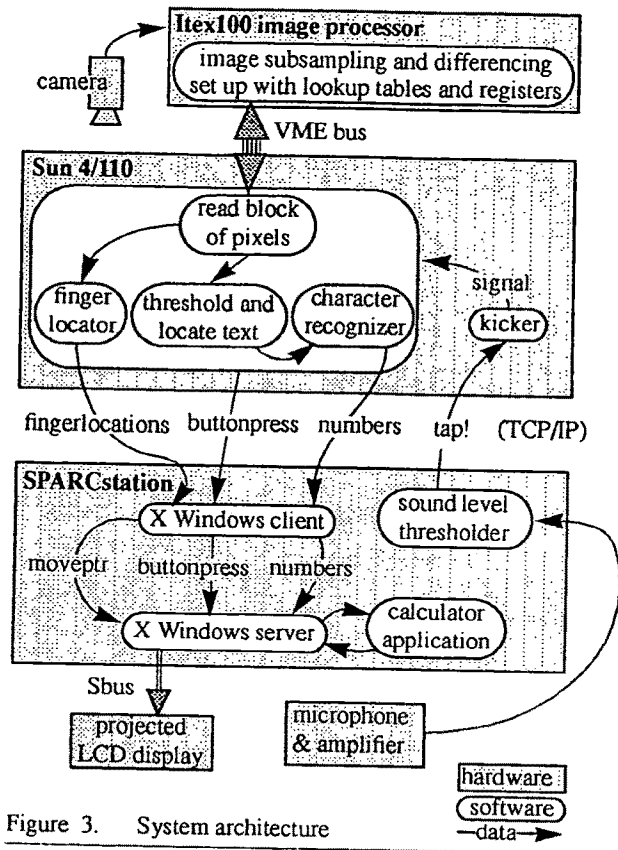 Itex100 image processor
image subsampling and differencing
set up with lookup tables and registers
camera
VME bus
Sun 4/110
read block
of pixels
finger
locator
threshold and
locate text
character
recognizer
signal
kicker
fingerlocations buttonpress numbers tap! (TCP/IP)
SPARCstation
X Windows client
sound level
thresholder
moveptr buttonpress numbers
X Windows server
calculator
application
Sbus
projected
LCD display
microphone
& amplifier
hardware
software
data
Figure 3. System architecture